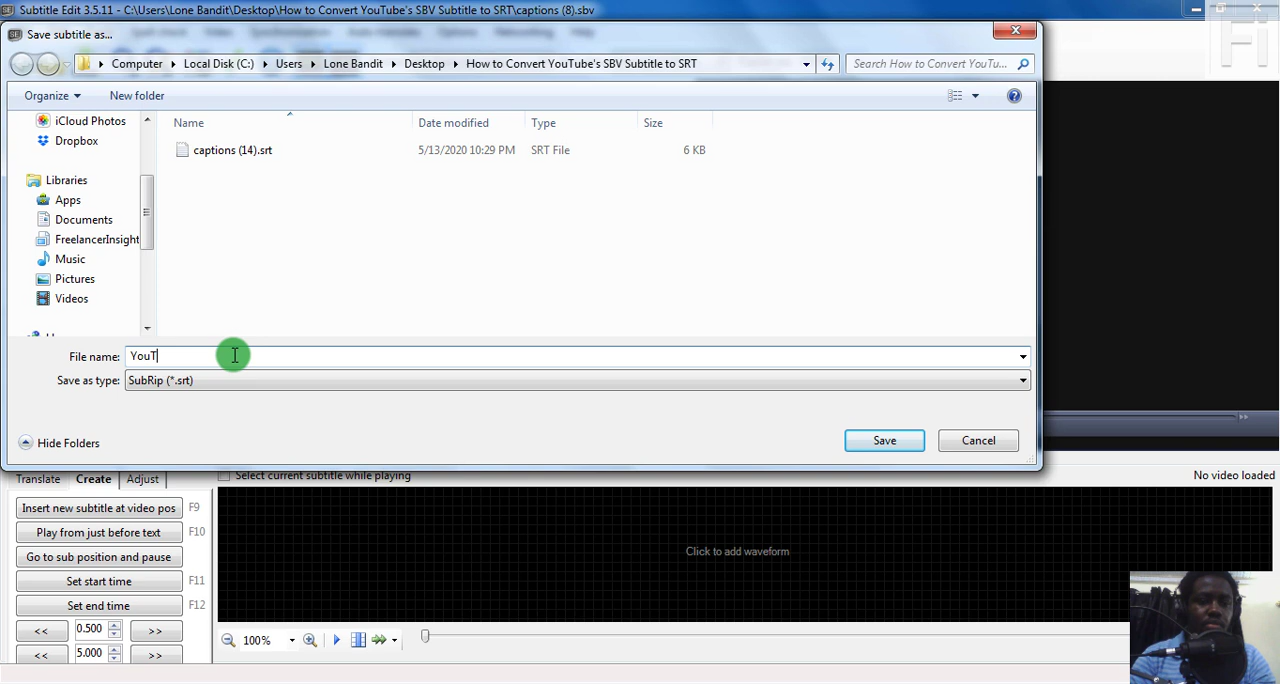 Subtitle Edit 3.5.11 - C:\Users\Lone Bandit\Desktop\How to Convert YouTube's SBV Subtitle to SRT\captions (8).sbv
Save subtitle as...
Computer Local Disk (C:) Users Lone Bandit Desktop How to Convert YouTube's SBV Subtitle to SRT
Search How to Convert YouTu...
Organize New folder
iCloud Photos
Dropbox
Libraries
Apps
Documents
FreelancerInsight
Music
Pictures
Videos
Name Date modified Type Size
captions (14).srt 5/13/2020 10:29 PM SRT File 6 KB
File name: YouT
Save as type: SubRip (*.srt)
Hide Folders Save Cancel
Translate Create Adjust Select current subtitle while playing No video loaded
Insert new subtitle at video pos F9
Play from just before text F10
Go to sub position and pause
Set start time F11
Set end time F12
<< 0.500 >>
<< 5.000 >>
Click to add waveform
100%